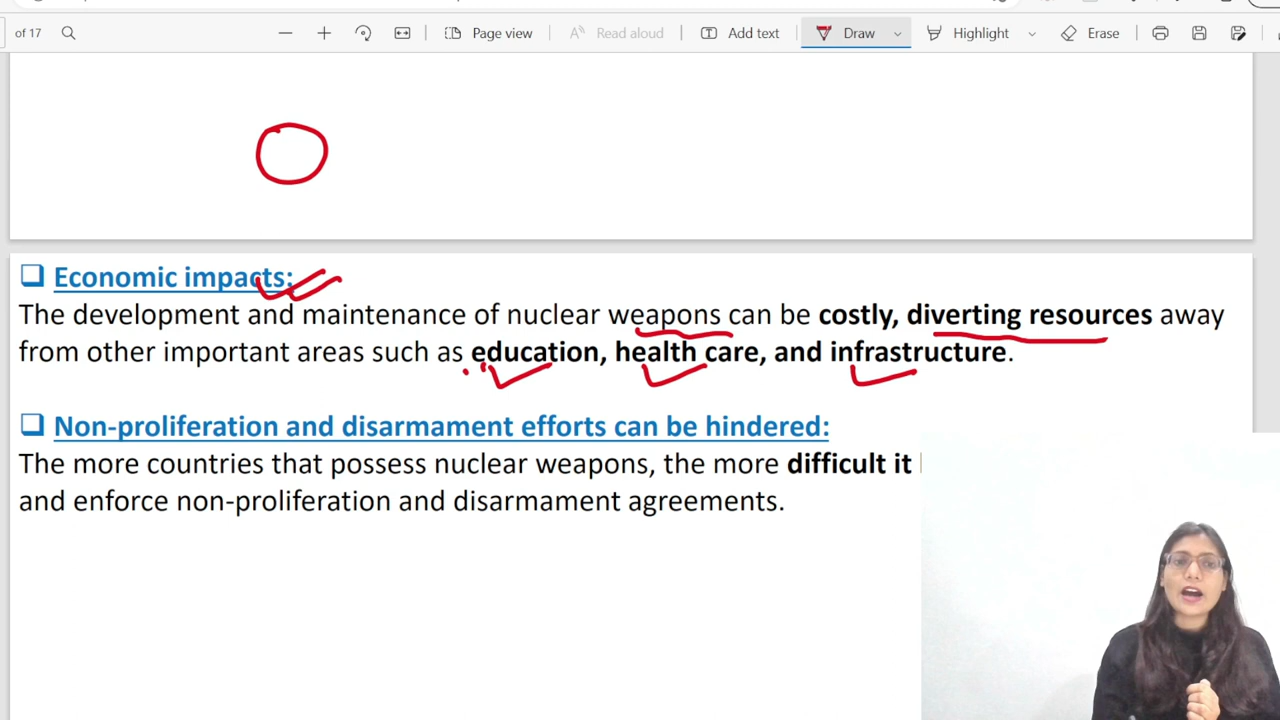 of 17 Page view Read aloud Add text Draw Highlight Erase
Economic impacts:
The development and maintenance of nuclear weapons can be costly, diverting resources away
from other important areas such as education, health care, and infrastructure.
Non-proliferation and disarmament efforts can be hindered:
The more countries that possess nuclear weapons, the more difficult it
and enforce non-proliferation and disarmament agreements.